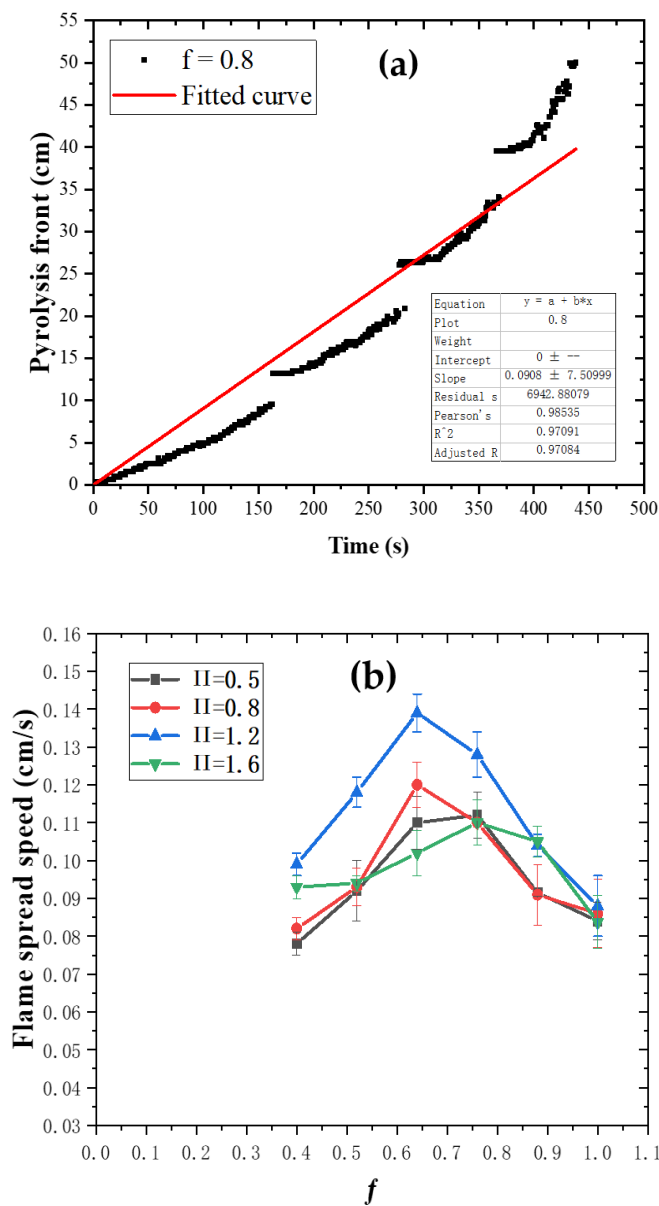 (a)
f = 0.8
Fitted curve
50
45
40
35
30
25
20
15
10
5
0
Pyrolysis front (cm)
Equation y = a + b*x
Plot 0.8
Weight
Intercept 0 ± --
Slope 0.0908 ± 7.50999
Residual s 6942.88079
Pearson's 0.98535
R^2 0.97091
Adjusted R 0.97084
0 50 100 150 200 250 300 350 400 450 500
Time (s)
(b)
II=0.5
II=0.8
II=1.2
II=1.6
0.16
0.15
0.14
0.13
0.12
0.11
0.10
0.09
0.08
0.07
0.06
0.05
0.04
0.03
Flame spread speed (cm/s)
0.0 0.3 0.4 0.5 0.6 0.7 0.8 0.9 1.0 1.1
f